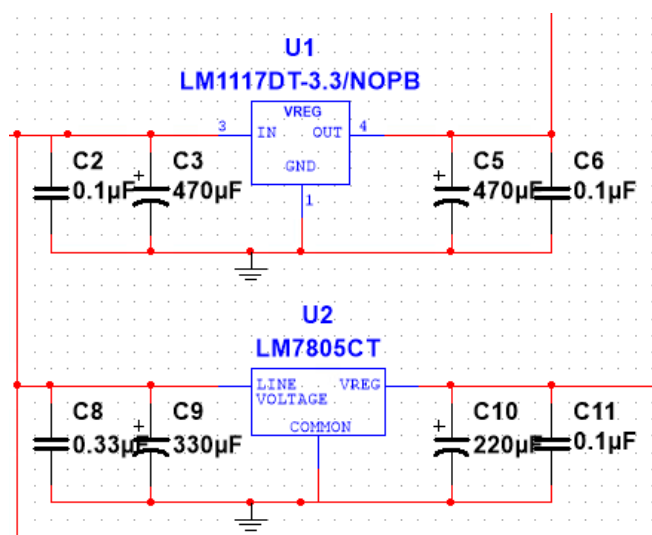 U1
LM1117DT-3.3/NOPB
VREG
3 IN OUT 4
GND
1
C2
0.1µF
+ C3
470µF
+ C5
470µF
C6
0.1µF
U2
LM7805CT
LINE VREG
VOLTAGE
COMMON
C8
0.33µF
+ C9
330µF
+ C10
220µF
C11
0.1µF